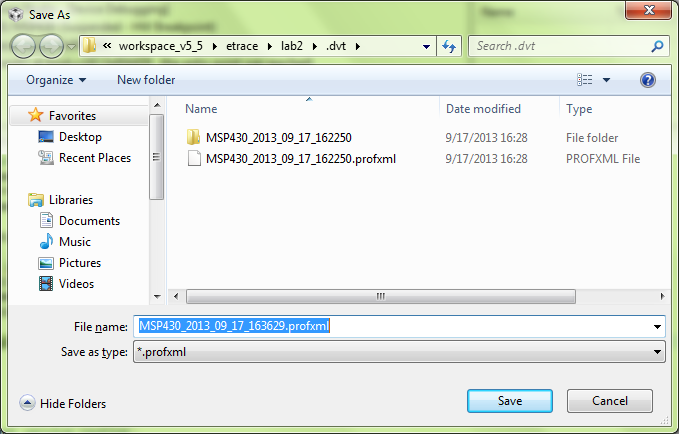 Save As
« workspace_v5_5 ▸ etrace ▸ lab2 ▸ .dvt ▸
Search .dvt
Organize
New folder
Name Date modified Type
Favorites
Desktop
Recent Places
Libraries
Documents
Music
Pictures
Videos
MSP430_2013_09_17_162250 9/17/2013 16:28 File folder
MSP430_2013_09_17_162250.profxml 9/17/2013 16:28 PROFXML File
File name: MSP430_2013_09_17_163629.profxml
Save as type: *.profxml
Hide Folders
Save
Cancel